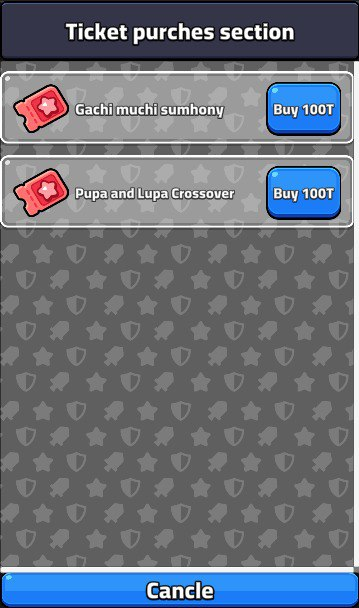 Ticket purches section
Gachi muchi sumhony
Buy 100T
Pupa and Lupa Crossover
Buy 100T
Cancle